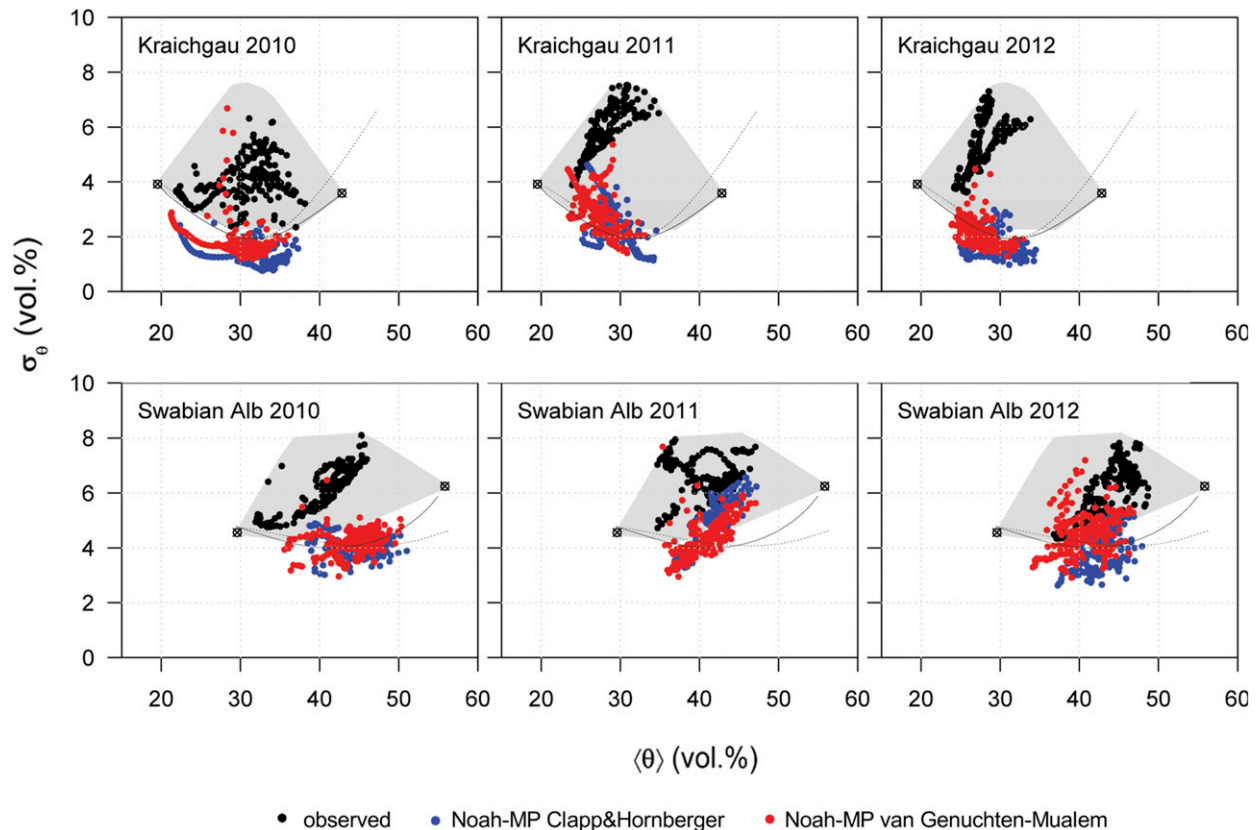 Kraichgau 2010
Kraichgau 2011
Kraichgau 2012
10
8
6
4
2
0
20 30 40 50 60
20 30 40 50 60
20 30 40 50 60
σθ (vol.%)
Swabian Alb 2010
Swabian Alb 2011
Swabian Alb 2012
10
8
6
4
2
0
20 30 40 50 60
20 30 40 50 60
20 30 40 50 60
⟨θ⟩ (vol.%)
observed Noah-MP Clapp&Hornberger Noah-MP van Genuchten-Mualem